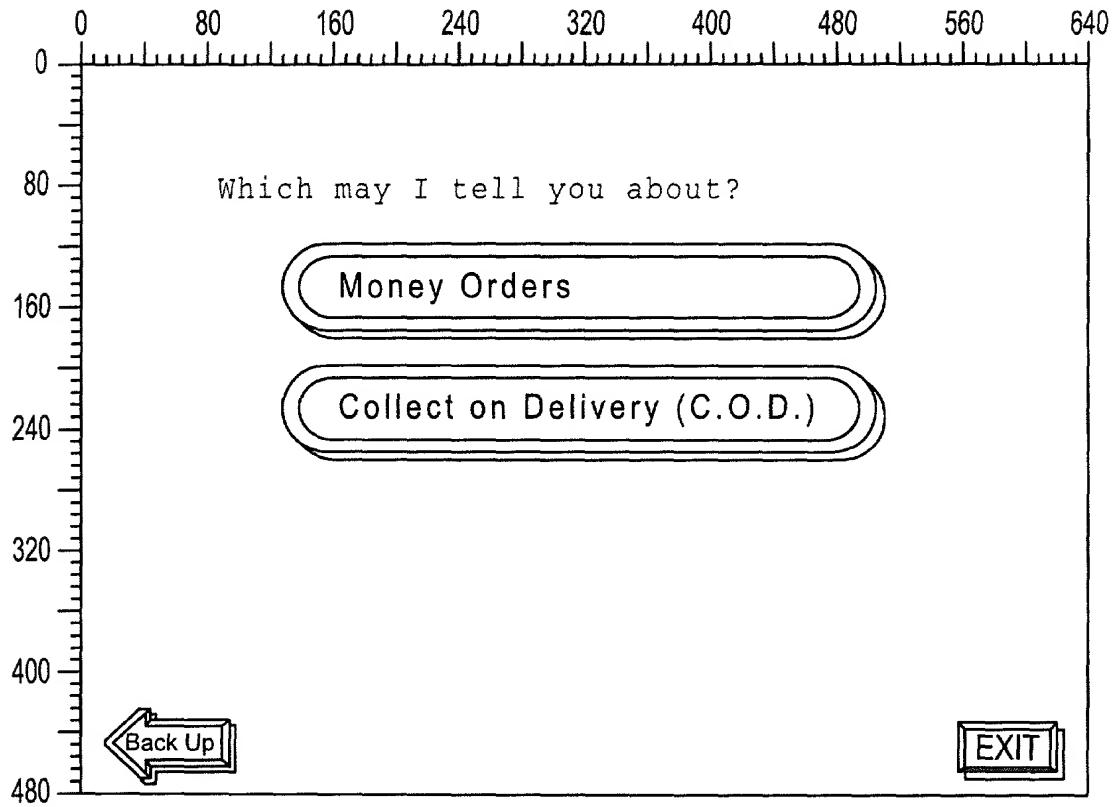 0 80 160 240 320 400 480 560 640
0
80
Which may I tell you about?
Money Orders
160
Collect on Delivery (C.O.D.)
240
320
400
Back Up
EXIT
480